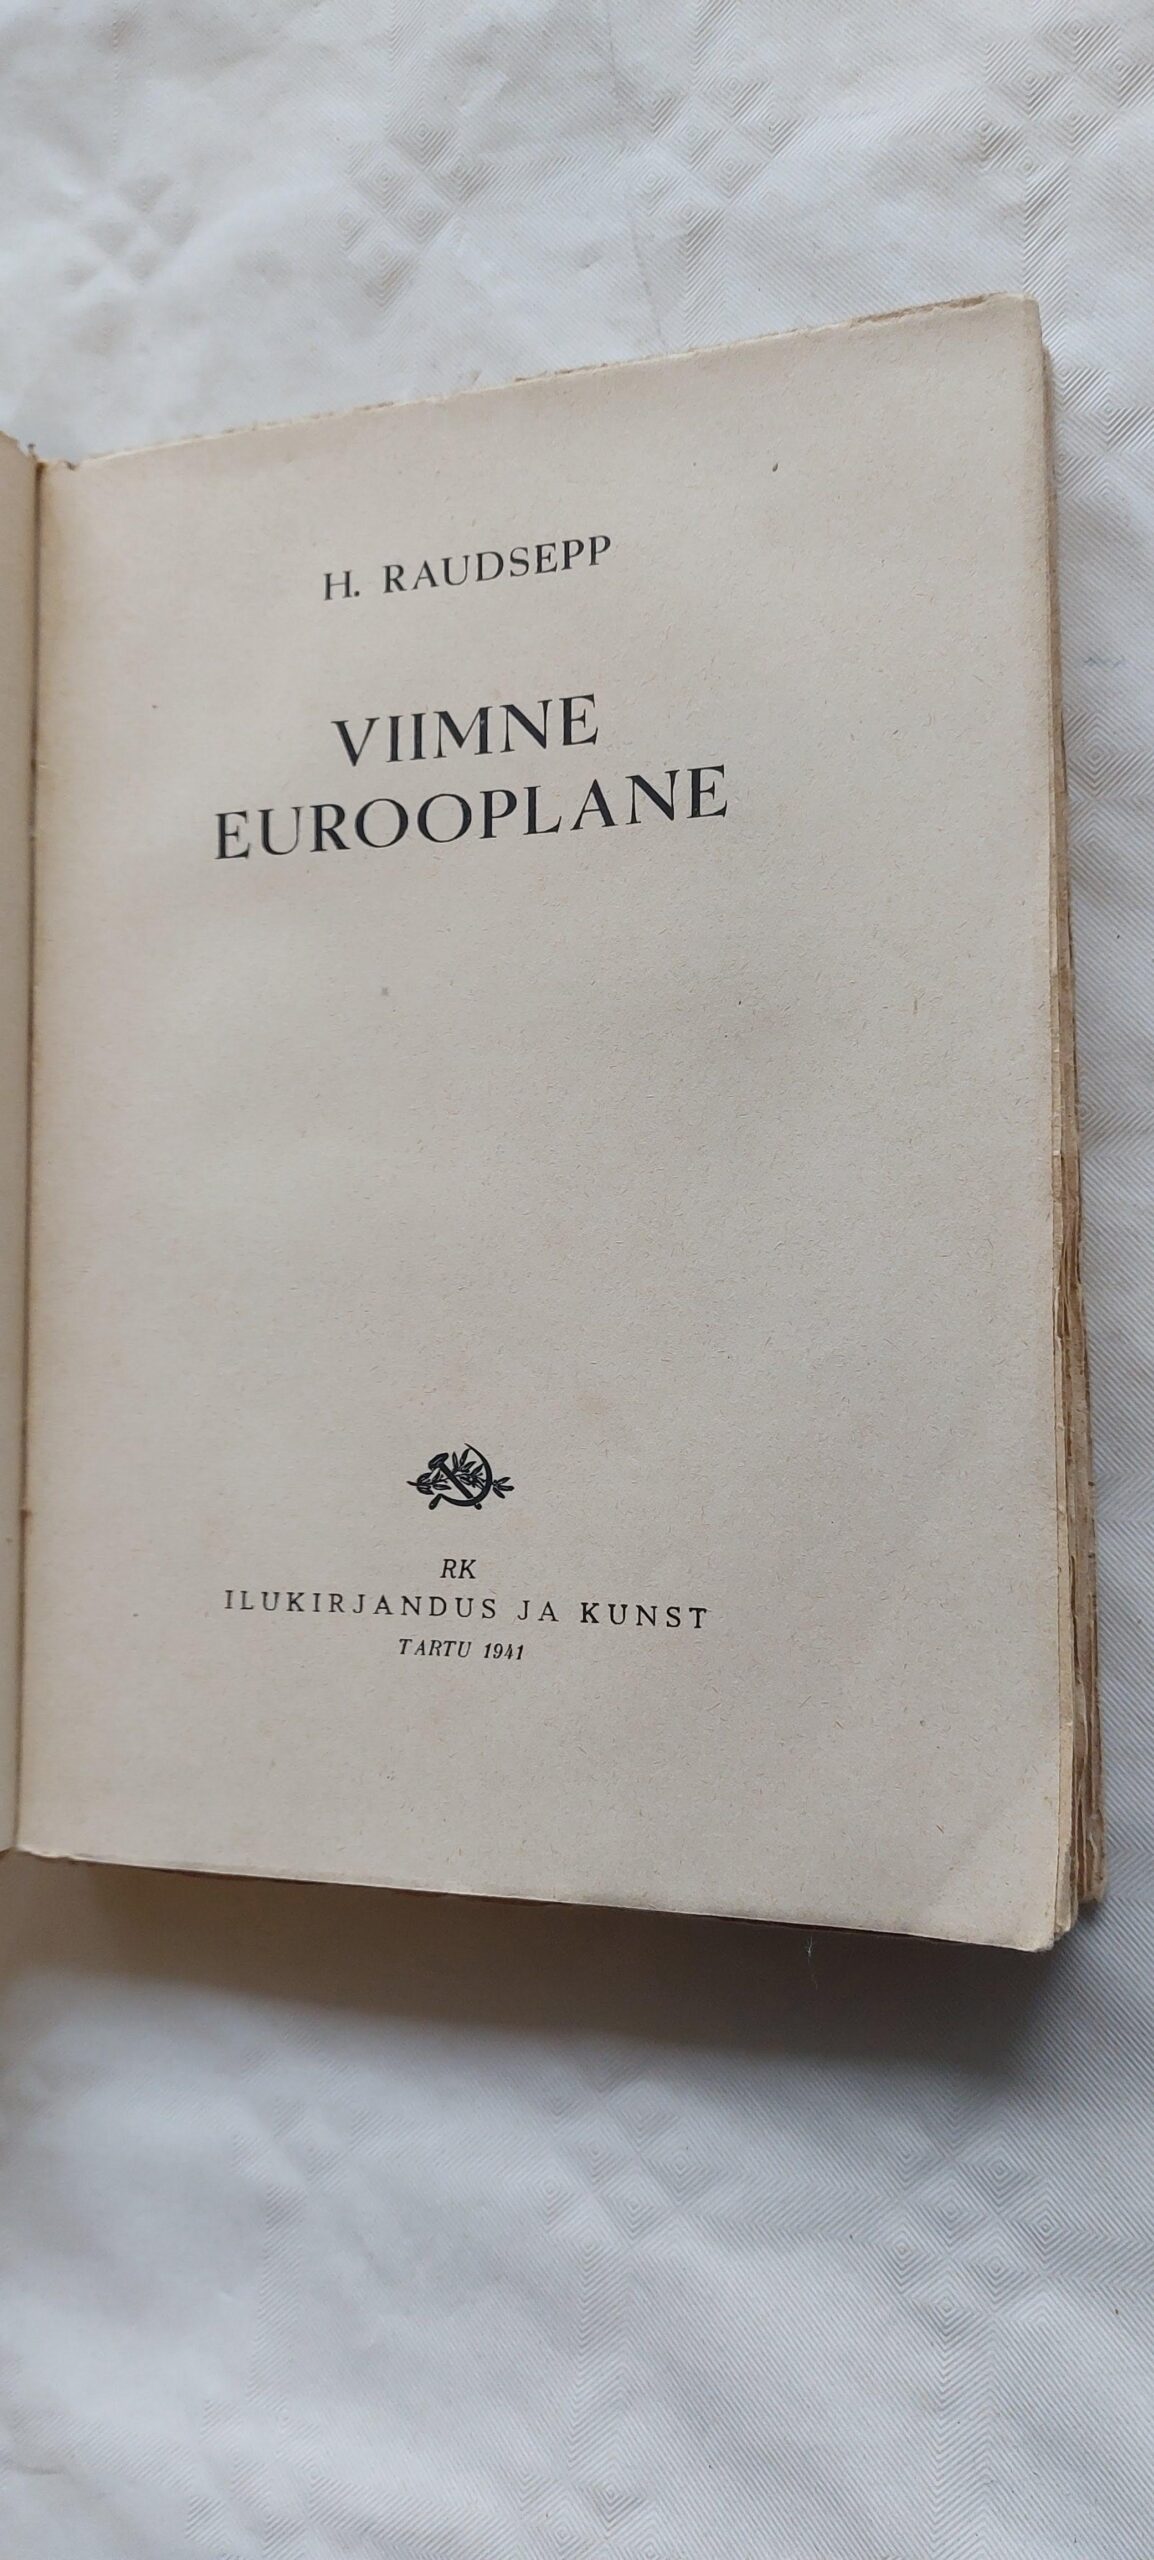 H. RAUDSEPP
VIIMNE
EUROOPLANE
RK
ILUKIRJANDUS JA KUNST
TARTU 1941